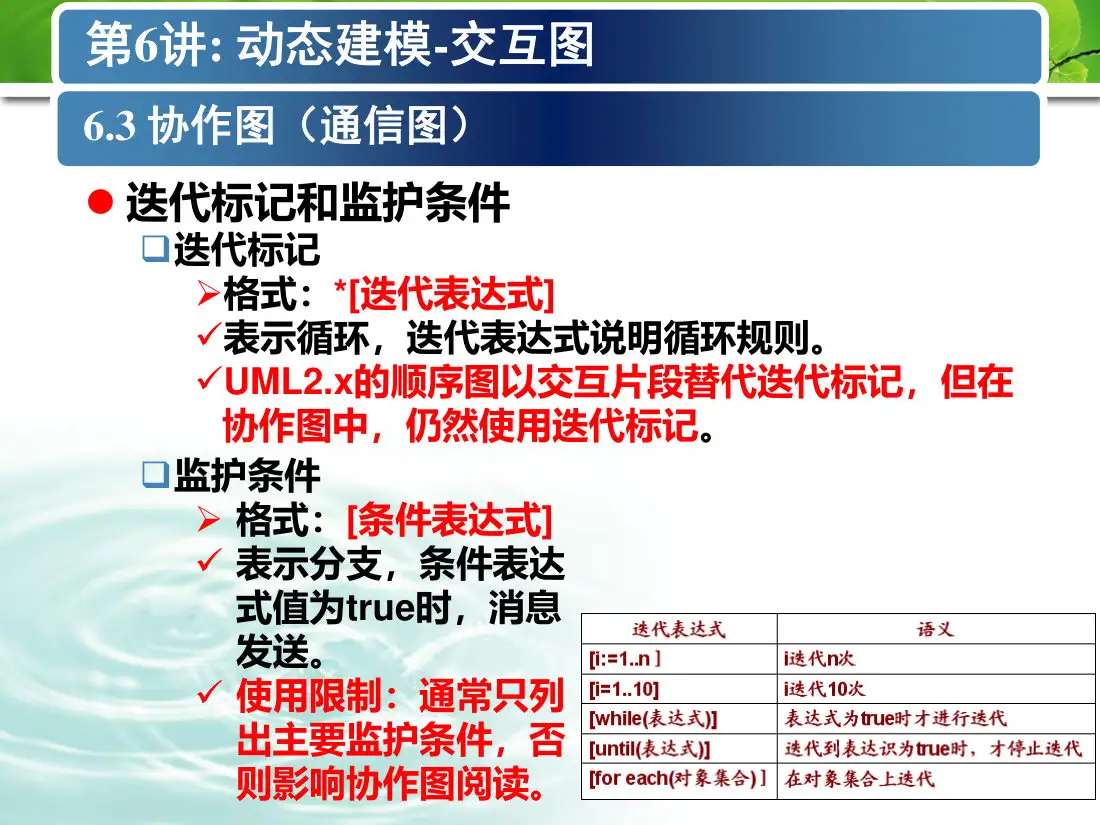 第6讲: 动态建模-交互图
6.3 协作图（通信图）
迭代标记和监护条件
迭代标记
格式：*[迭代表达式]
表示循环，迭代表达式说明循环规则。
UML2.x的顺序图以交互片段替代迭代标记，但在
协作图中，仍然使用迭代标记。
监护条件
格式：[条件表达式]
表示分支，条件表达
式值为true时，消息
发送。
使用限制：通常只列
出主要监护条件，否
则影响协作图阅读。
迭代表达式 语义
[i:=1..n ] i迭代n次
[i=1..10] i迭代10次
[while(表达式)] 表达式为true时才进行迭代
[until(表达式)] 迭代到表达识为true时，才停止迭代
[for each(对象集合) ] 在对象集合上迭代